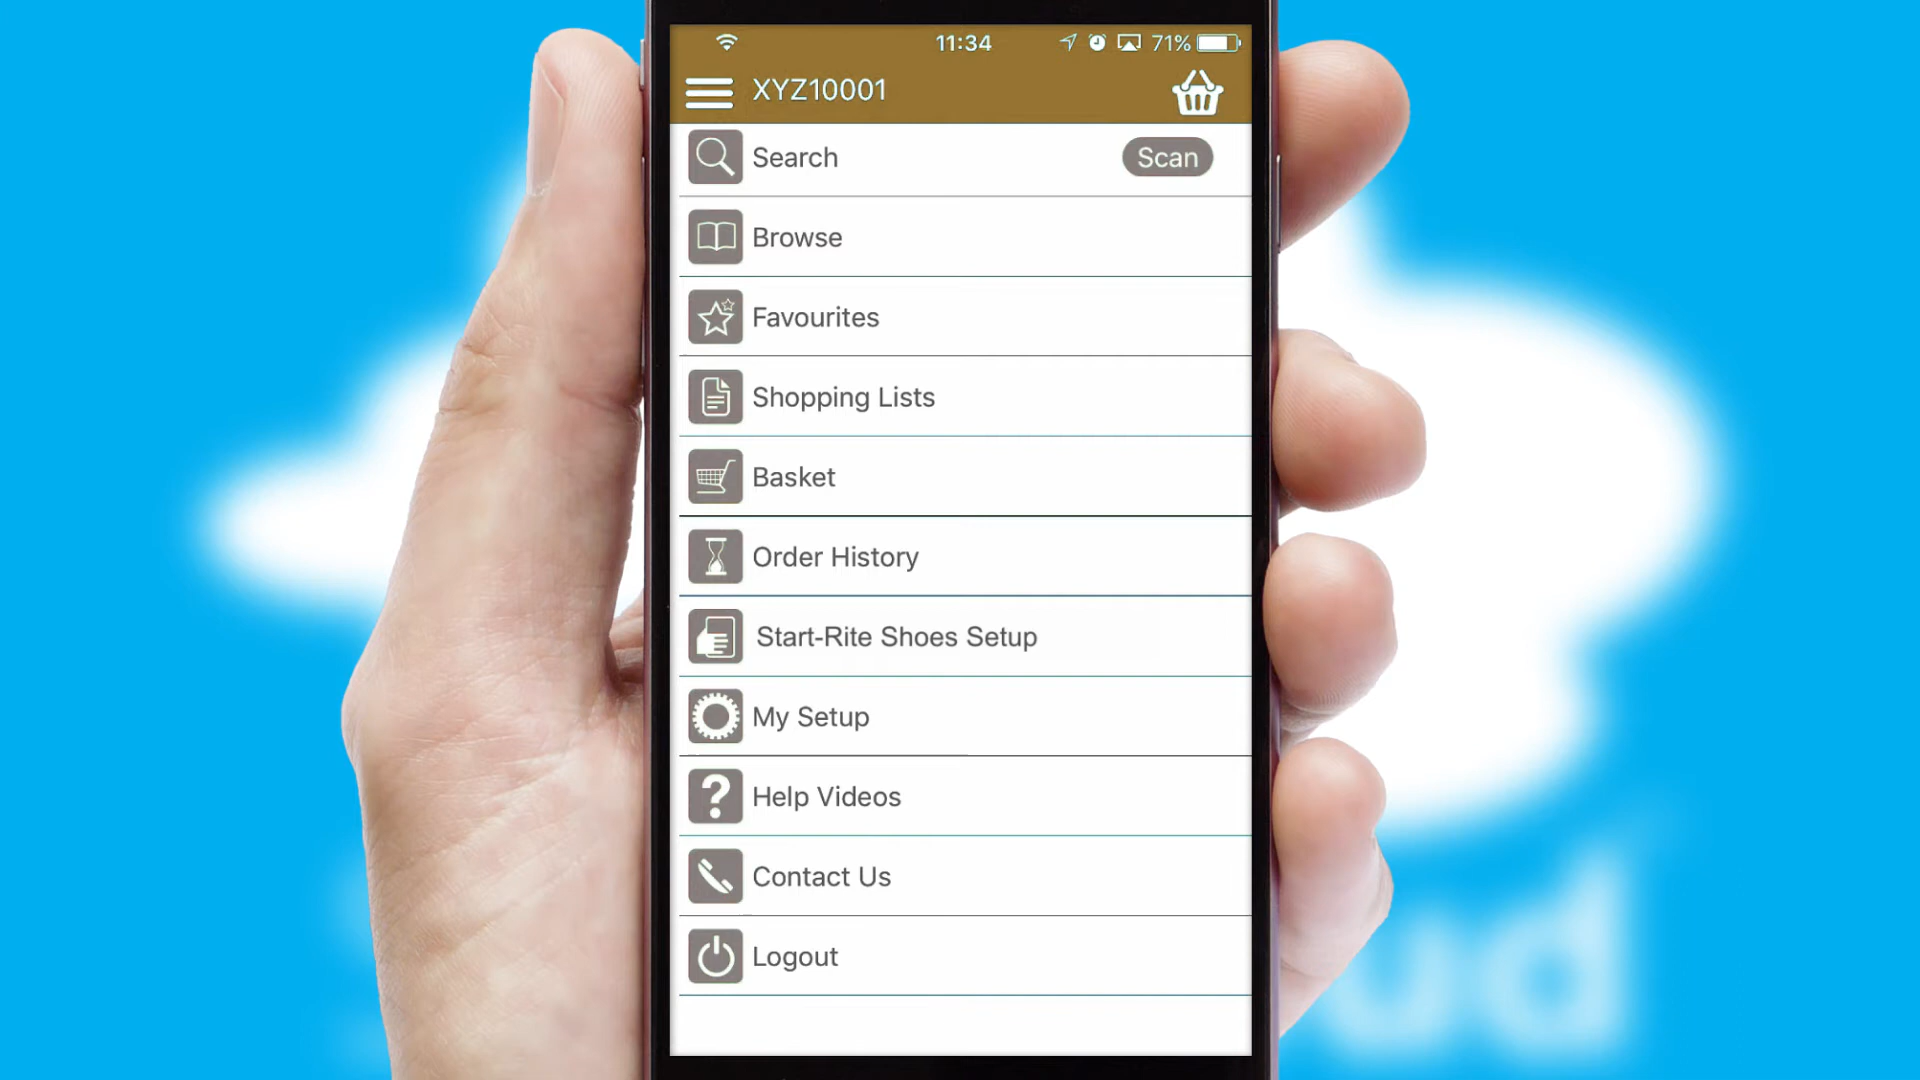 11:34 71%
XYZ10001
Search Scan
Browse
Favourites
Shopping Lists
Basket
Order History
Start-Rite Shoes Setup
My Setup
Help Videos
Contact Us
Logout
ud